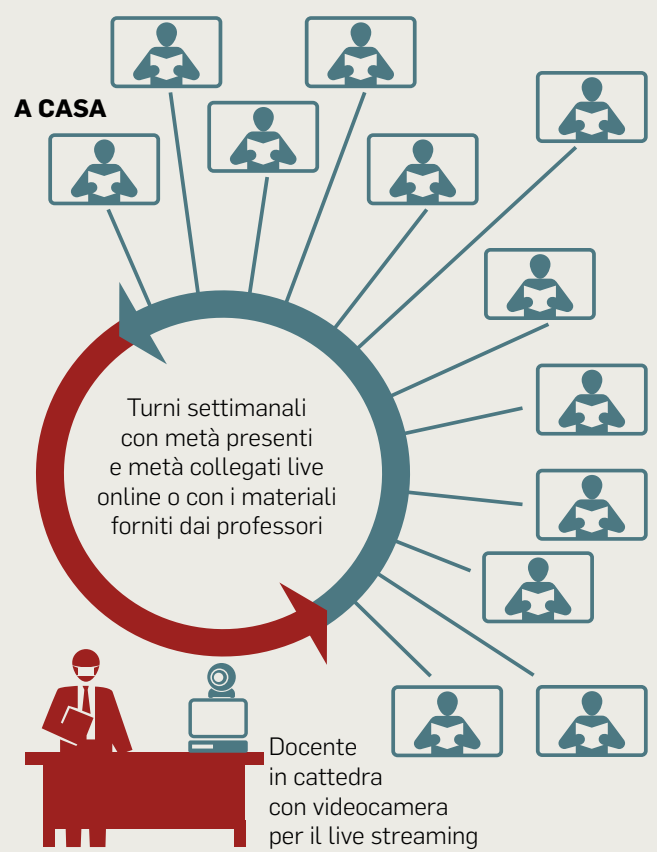 A CASA
Turni settimanali
con metà presenti
e metà collegati live
online o con i materiali
forniti dai professori
Docente
in cattedra
con videocamera
per il live streaming